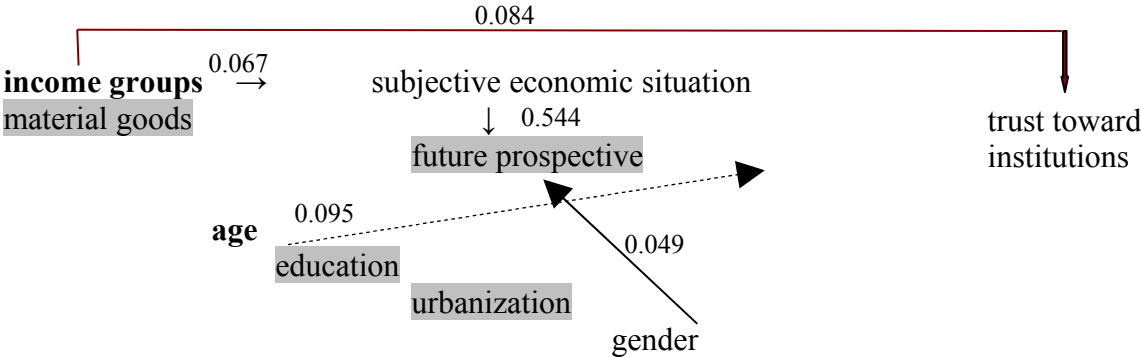 0.084
income groups 0.067 → subjective economic situation
material goods ↓ 0.544 trust toward
future prospective institutions
0.095
age
0.049
education
urbanization
gender